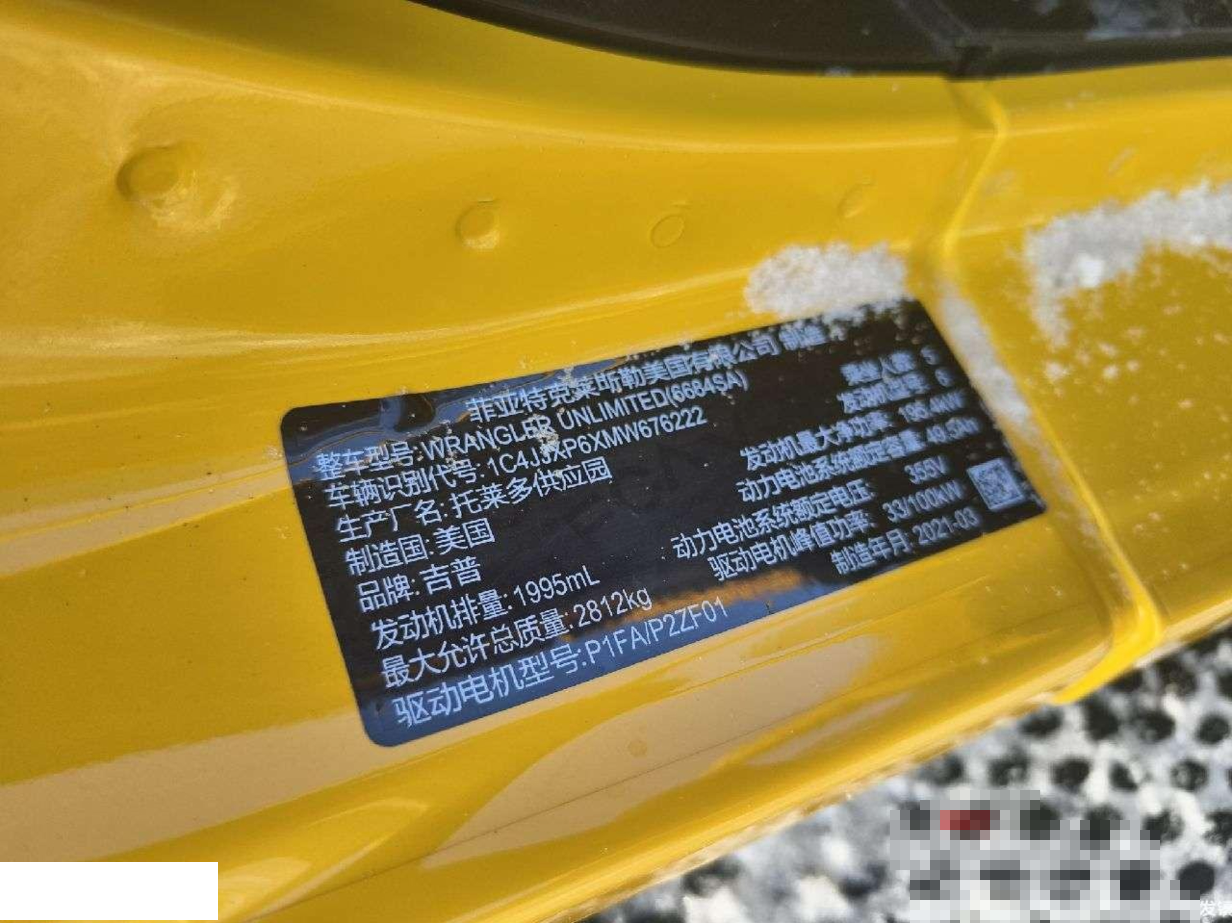 菲亚特克莱斯勒美国有限公司 制造
整车型号:WRANGLER UNLIMITED(6684SA)
乘坐人数 5
车辆识别代号:1C4JJXP6XMW676222
发动机功率 6
生产厂名:托莱多供应园
发动机最大净功率: 195.4kW
制造国:美国
动力电池系统额定容量: 49.5Ah
品牌:吉普
动力电池系统额定电压: 355V
发动机排量:1995mL
驱动电机峰值功率: 33/100kW
最大允许总质量:2812kg
制造年月:2021-03
驱动电机型号:P1FA/P2ZF01